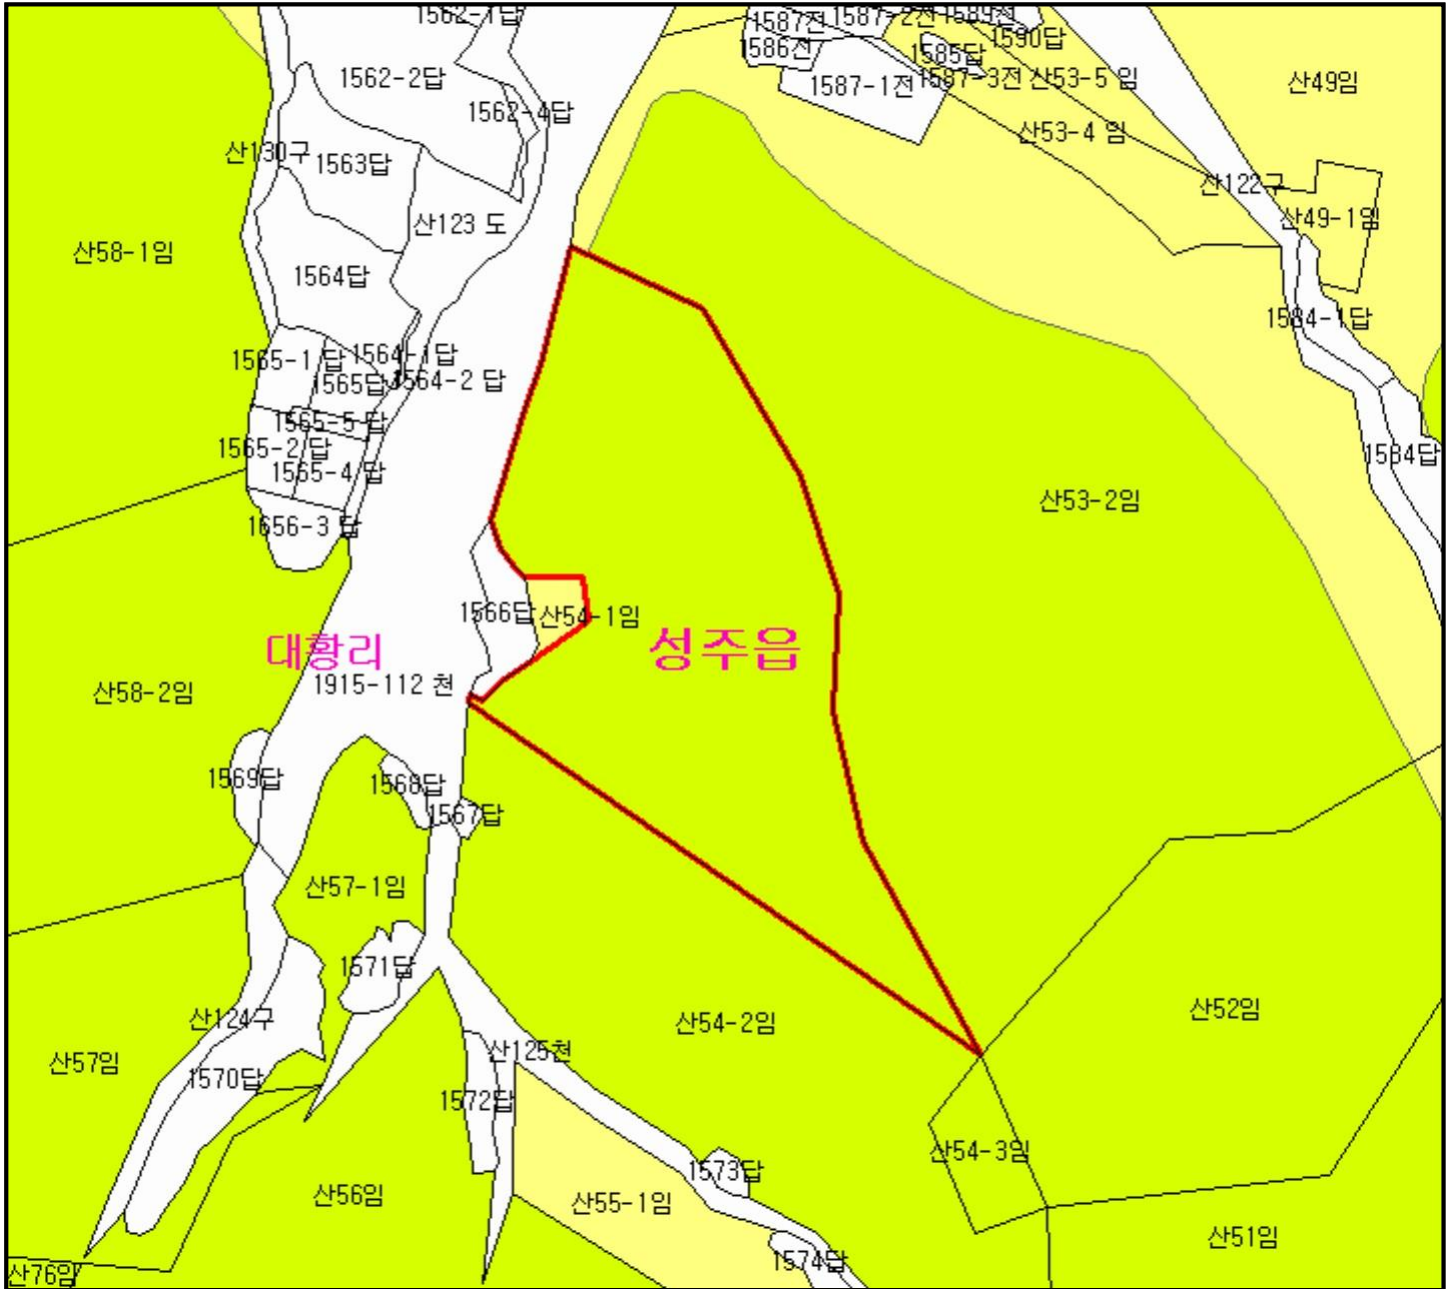 1562-1답
1587전
1587-2전
1589전
1590답
1586전
1585답
1562-2답
1587-1전
1587-3전
산53-5 임
산49임
1562-4답
산53-4 임
산130구
1563답
산122구
산49-1임
산123 도
산58-1임
1564답
1584-1답
1565-1 답
1564-1답
1565답
1564-2 답
1565-5 답
1565-2 답
1565-4 답
1584답
산53-2임
1656-3 답
1566답
산54-1임
대황리
성주읍
1915-112 천
산58-2임
1569답
1568답
1567답
산57-1임
1571답
산52임
산124구
산54-2임
산125천
산57임
1570답
1572답
산54-3임
1573답
산56임
산55-1임
산51임
1574답
산76임